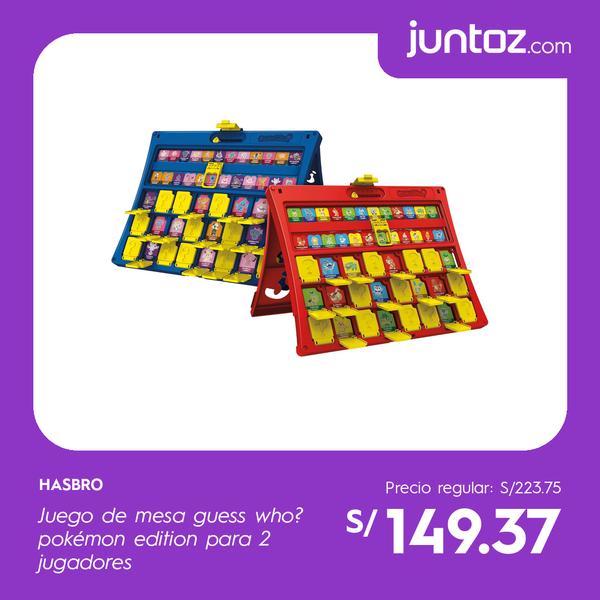 juntoz.com
HASBRO
Juego de mesa guess who?
pokémon edition para 2
jugadores
Precio regular: S/223.75
S/149.37